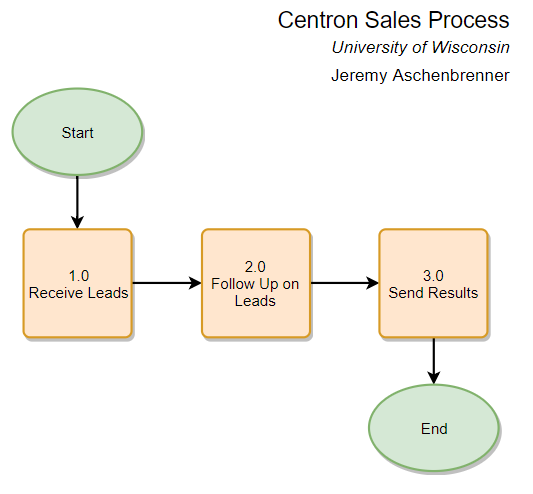 Centron Sales Process
University of Wisconsin
Jeremy Aschenbrenner
Start
1.0
Receive Leads
2.0
Follow Up on
Leads
3.0
Send Results
End